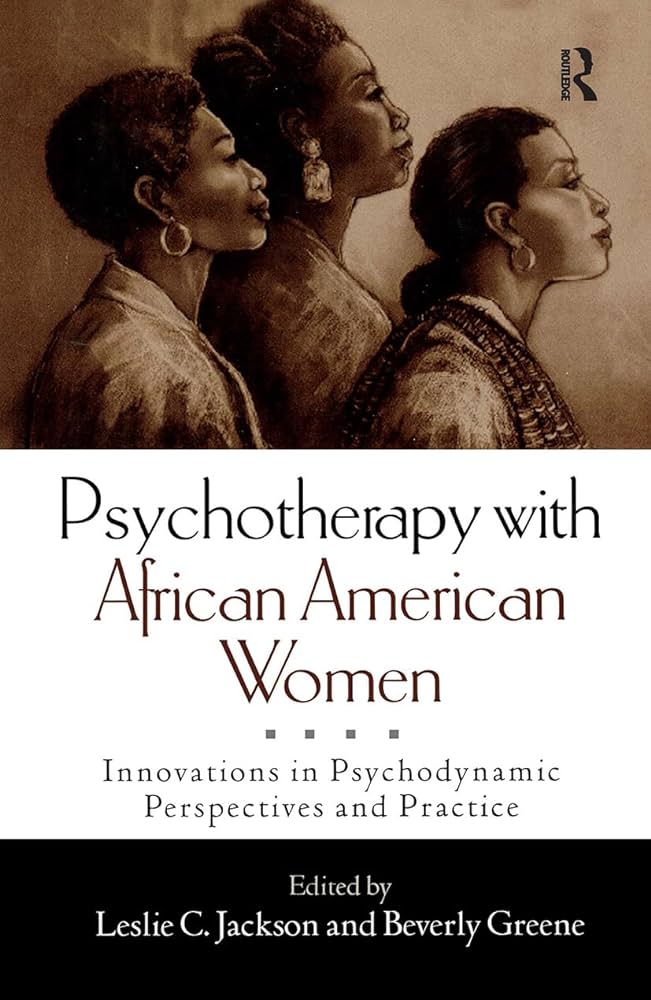 ROUTLEDGE
Psychotherapy with
African American
Women
Innovations in Psychodynamic
Perspectives and Practice
Edited by
Leslie C. Jackson and Beverly Greene